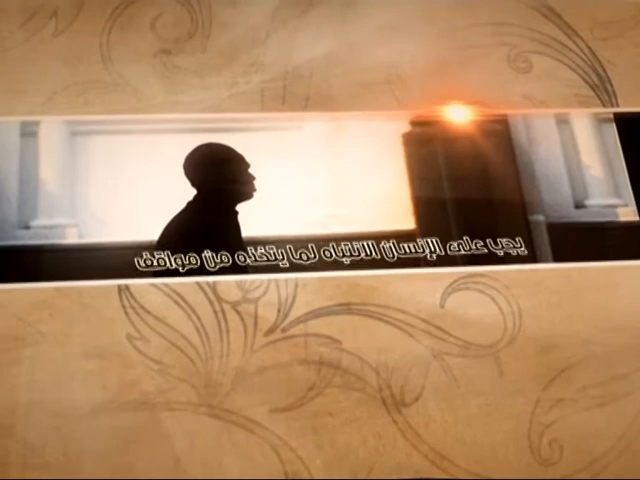 يجب على الإنسان الانتباه لما يتخذه من مواقف